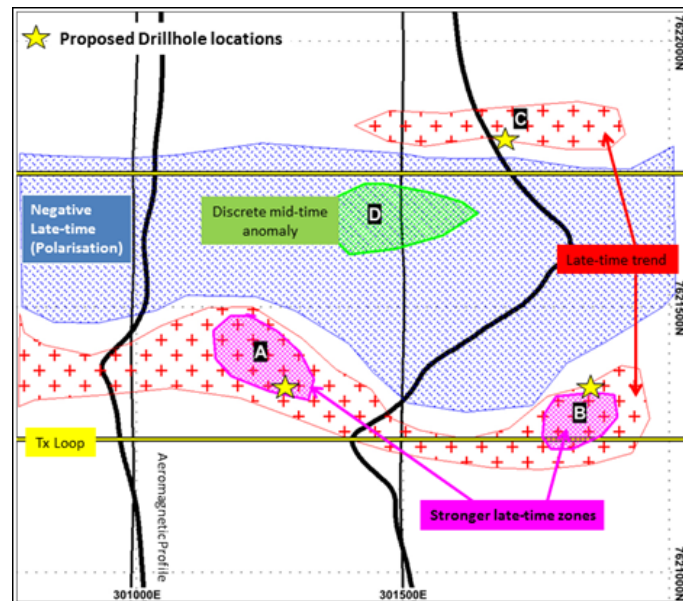 Proposed Drillhole locations
7622000N
C
Negative
Late-time
(Polarisation)
Discrete mid-time
anomaly
D
Late-time trend
7621500N
A
B
Tx Loop
Aeromagnetic Profile
Stronger late-time zones
7621000N
301000E
301500E